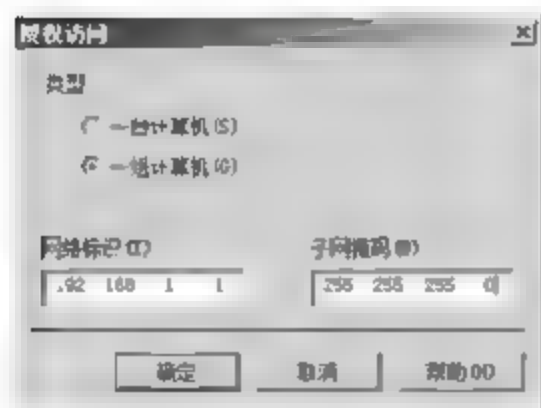 授权访问
类型
一台计算机(S)
一组计算机(G)
网络标识(I)
子网掩码(M)
192 168 1 1
255 255 255 0
确定
取消
帮助(H)